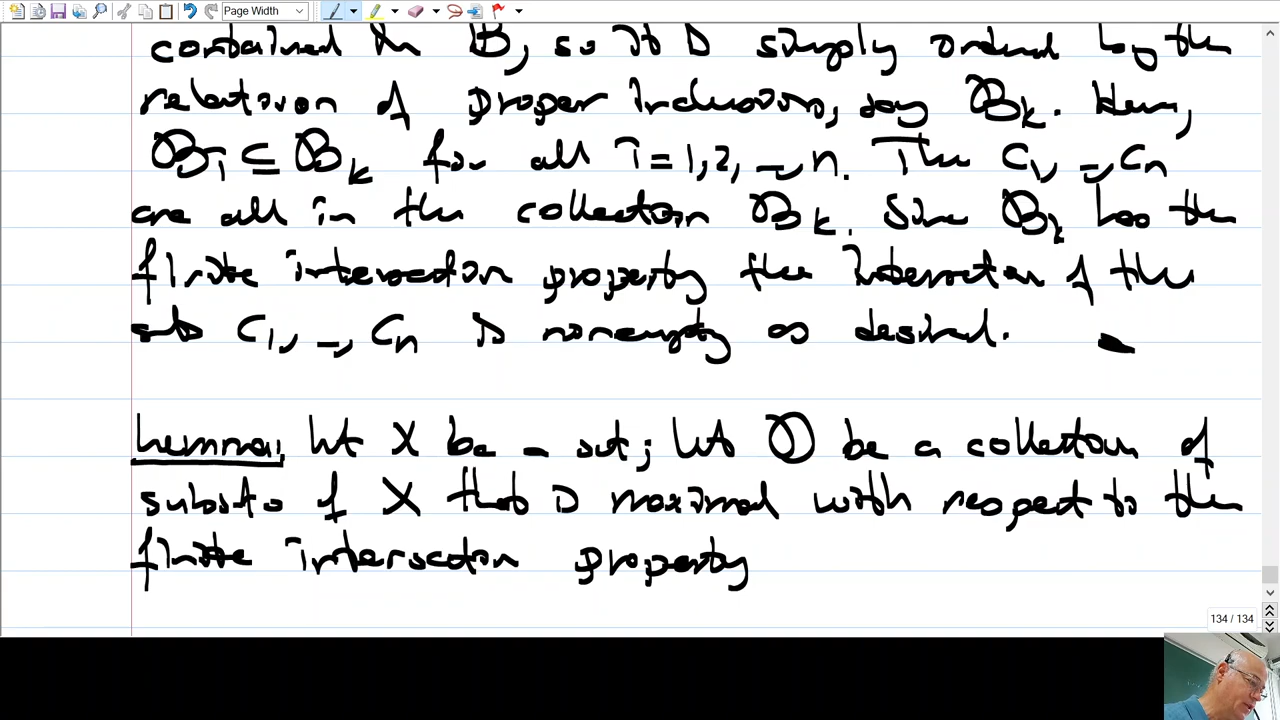 Page Width
contained in B, so it is simply ordered by the
relation of proper inclusion, say B_k. Hence,
B_i ⊆ B_k for all i = 1, 2, …, n. The C_1, …, C_n
are all in the collection B_k. Since B_k has the
finite intersection property the intersection of the
sets C_1, …, C_n is nonempty as desired.
Lemma: let X be a set; let D be a collection of
subsets of X that is maximal with respect to the
finite intersection property
134 / 134